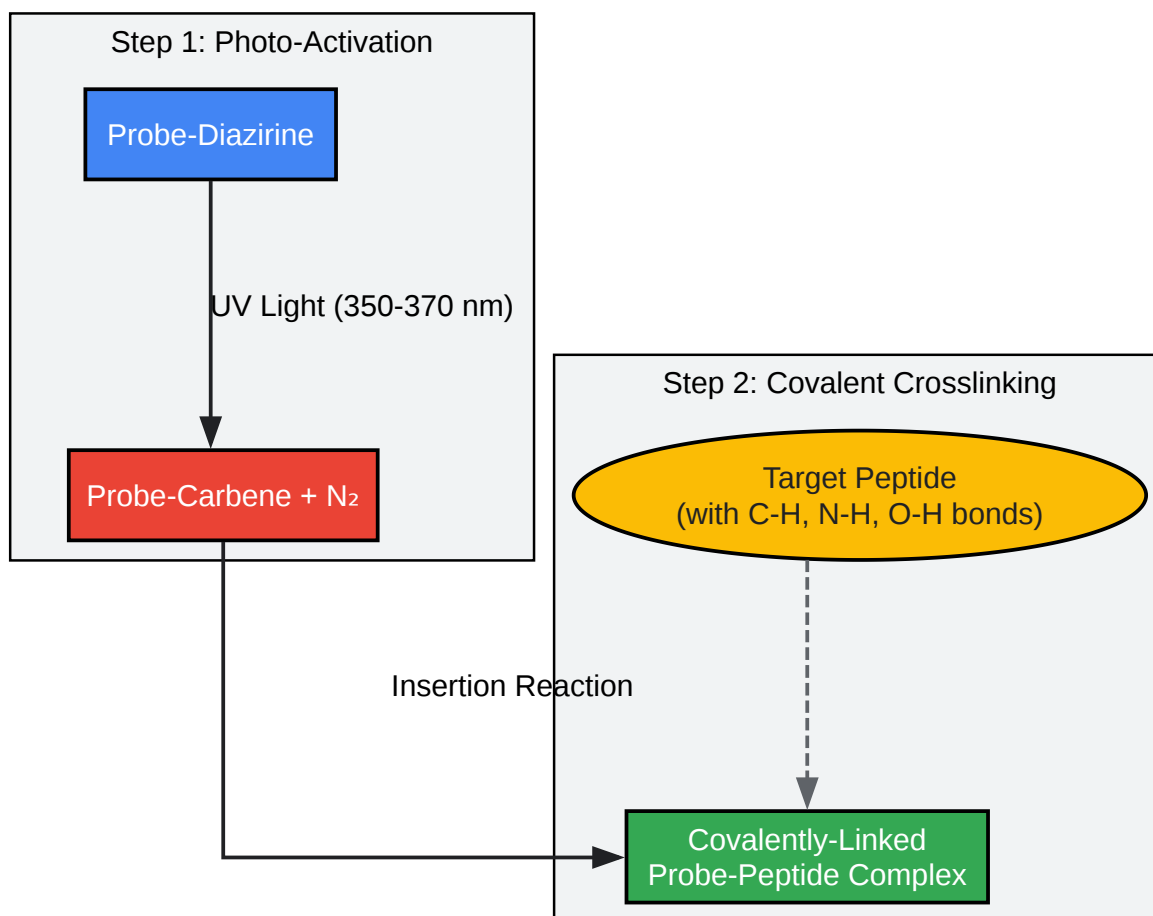 Step 1: Photo-Activation
Probe-Diazirine
UV Light (350-370 nm)
Probe-Carbene + N₂
Step 2: Covalent Crosslinking
Target Peptide
(with C-H, N-H, O-H bonds)
Insertion Reaction
Covalently-Linked
Probe-Peptide Complex